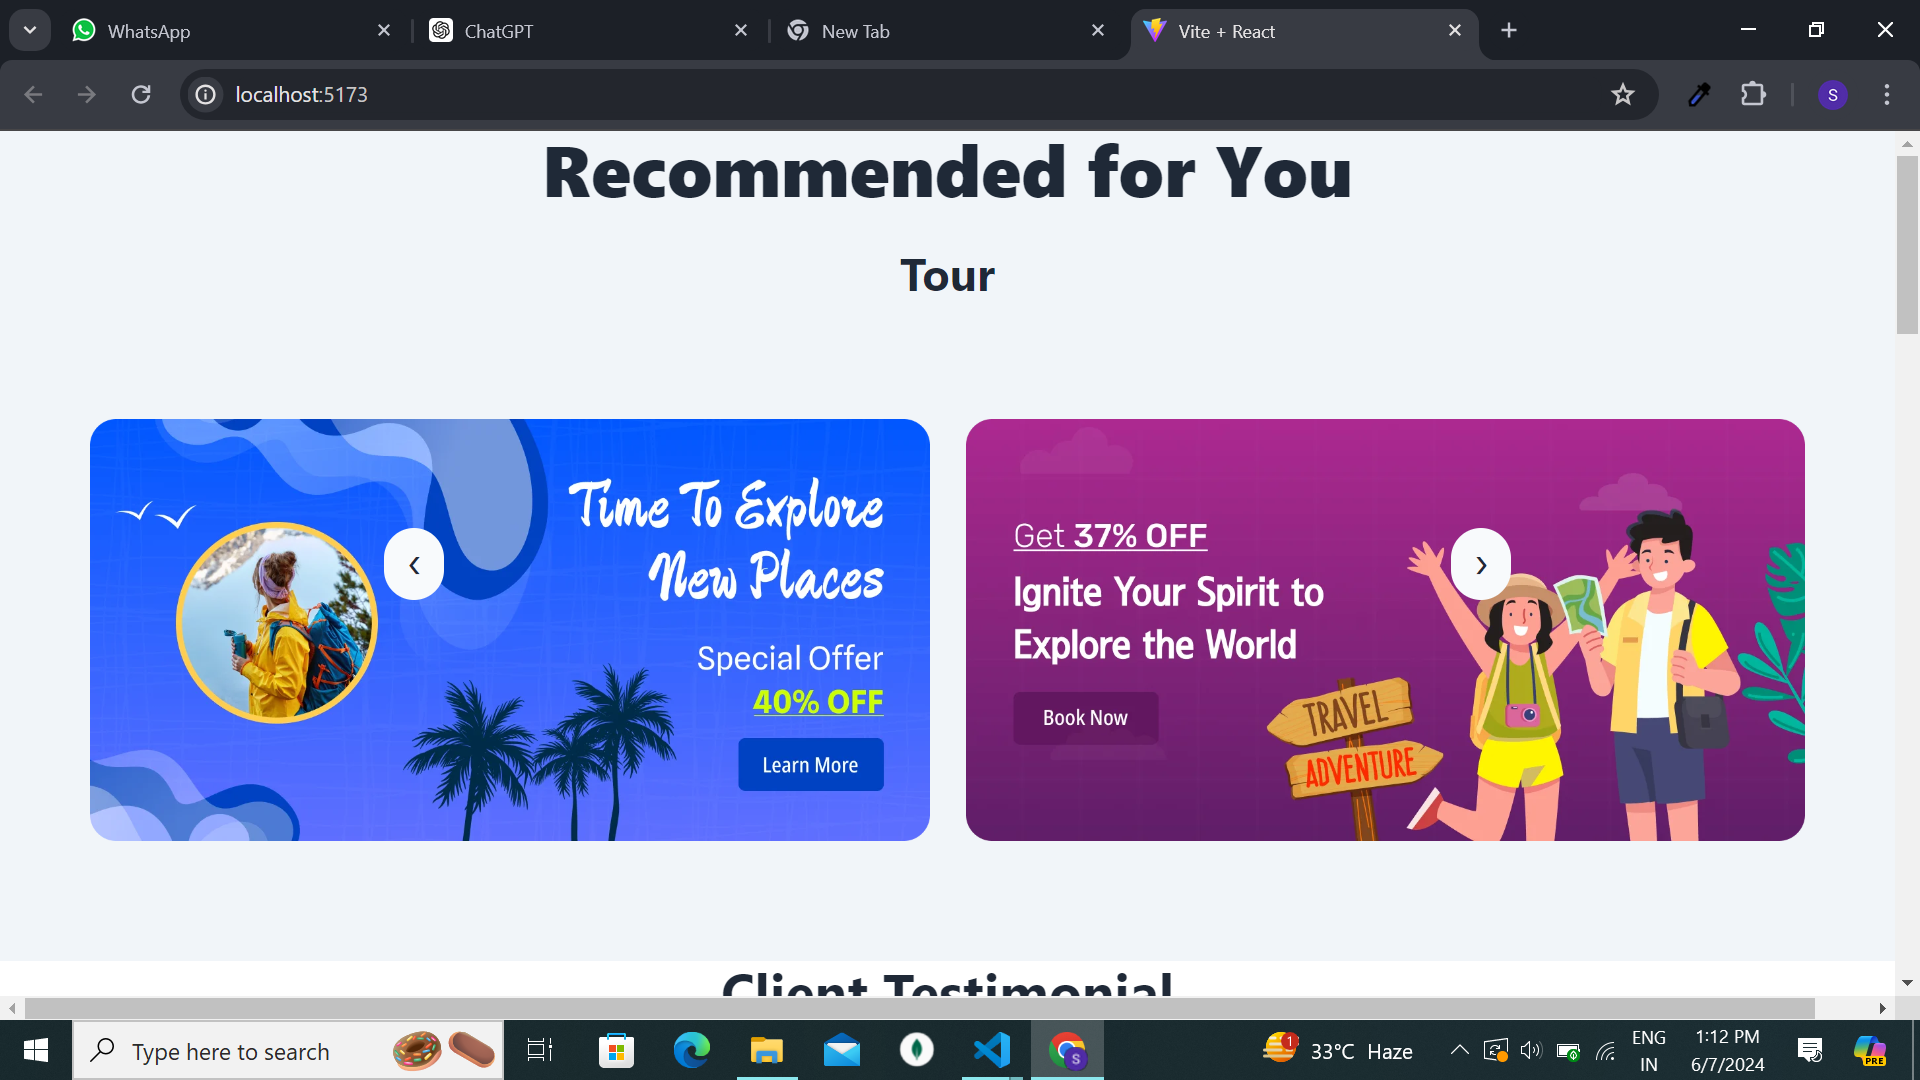 WhatsApp
ChatGPT
New Tab
Vite + React
localhost:5173
S
Recommended for You
Tour
Time To Explore
New Places
Special Offer
40% OFF
Learn More
Get 37% OFF
Ignite Your Spirit to
Explore the World
Book Now
TRAVEL
ADVENTURE
Client Testimonial
Type here to search
S
1
33°C Haze
ENG
IN
1:12 PM
6/7/2024
PRE